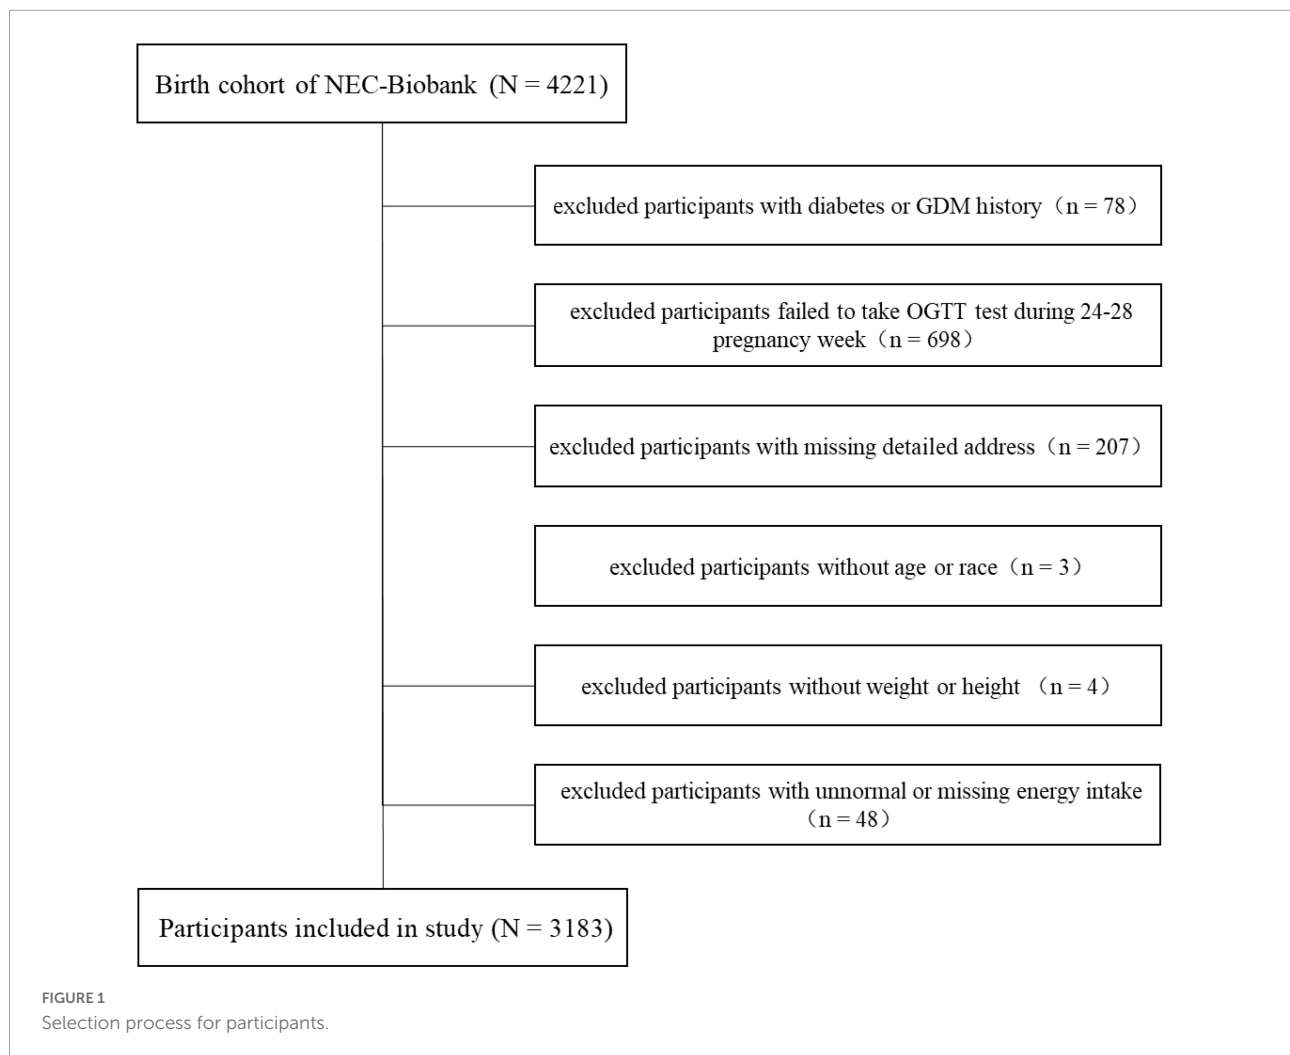 Birth cohort of NEC-Biobank (N = 4221)
excluded participants with diabetes or GDM history（n = 78）
excluded participants failed to take OGTT test during 24-28
pregnancy week（n = 698）
excluded participants with missing detailed address（n = 207）
excluded participants without age or race（n = 3）
excluded participants without weight or height （n = 4）
excluded participants with unnormal or missing energy intake
（n = 48）
Participants included in study (N = 3183)
FIGURE 1
Selection process for participants.